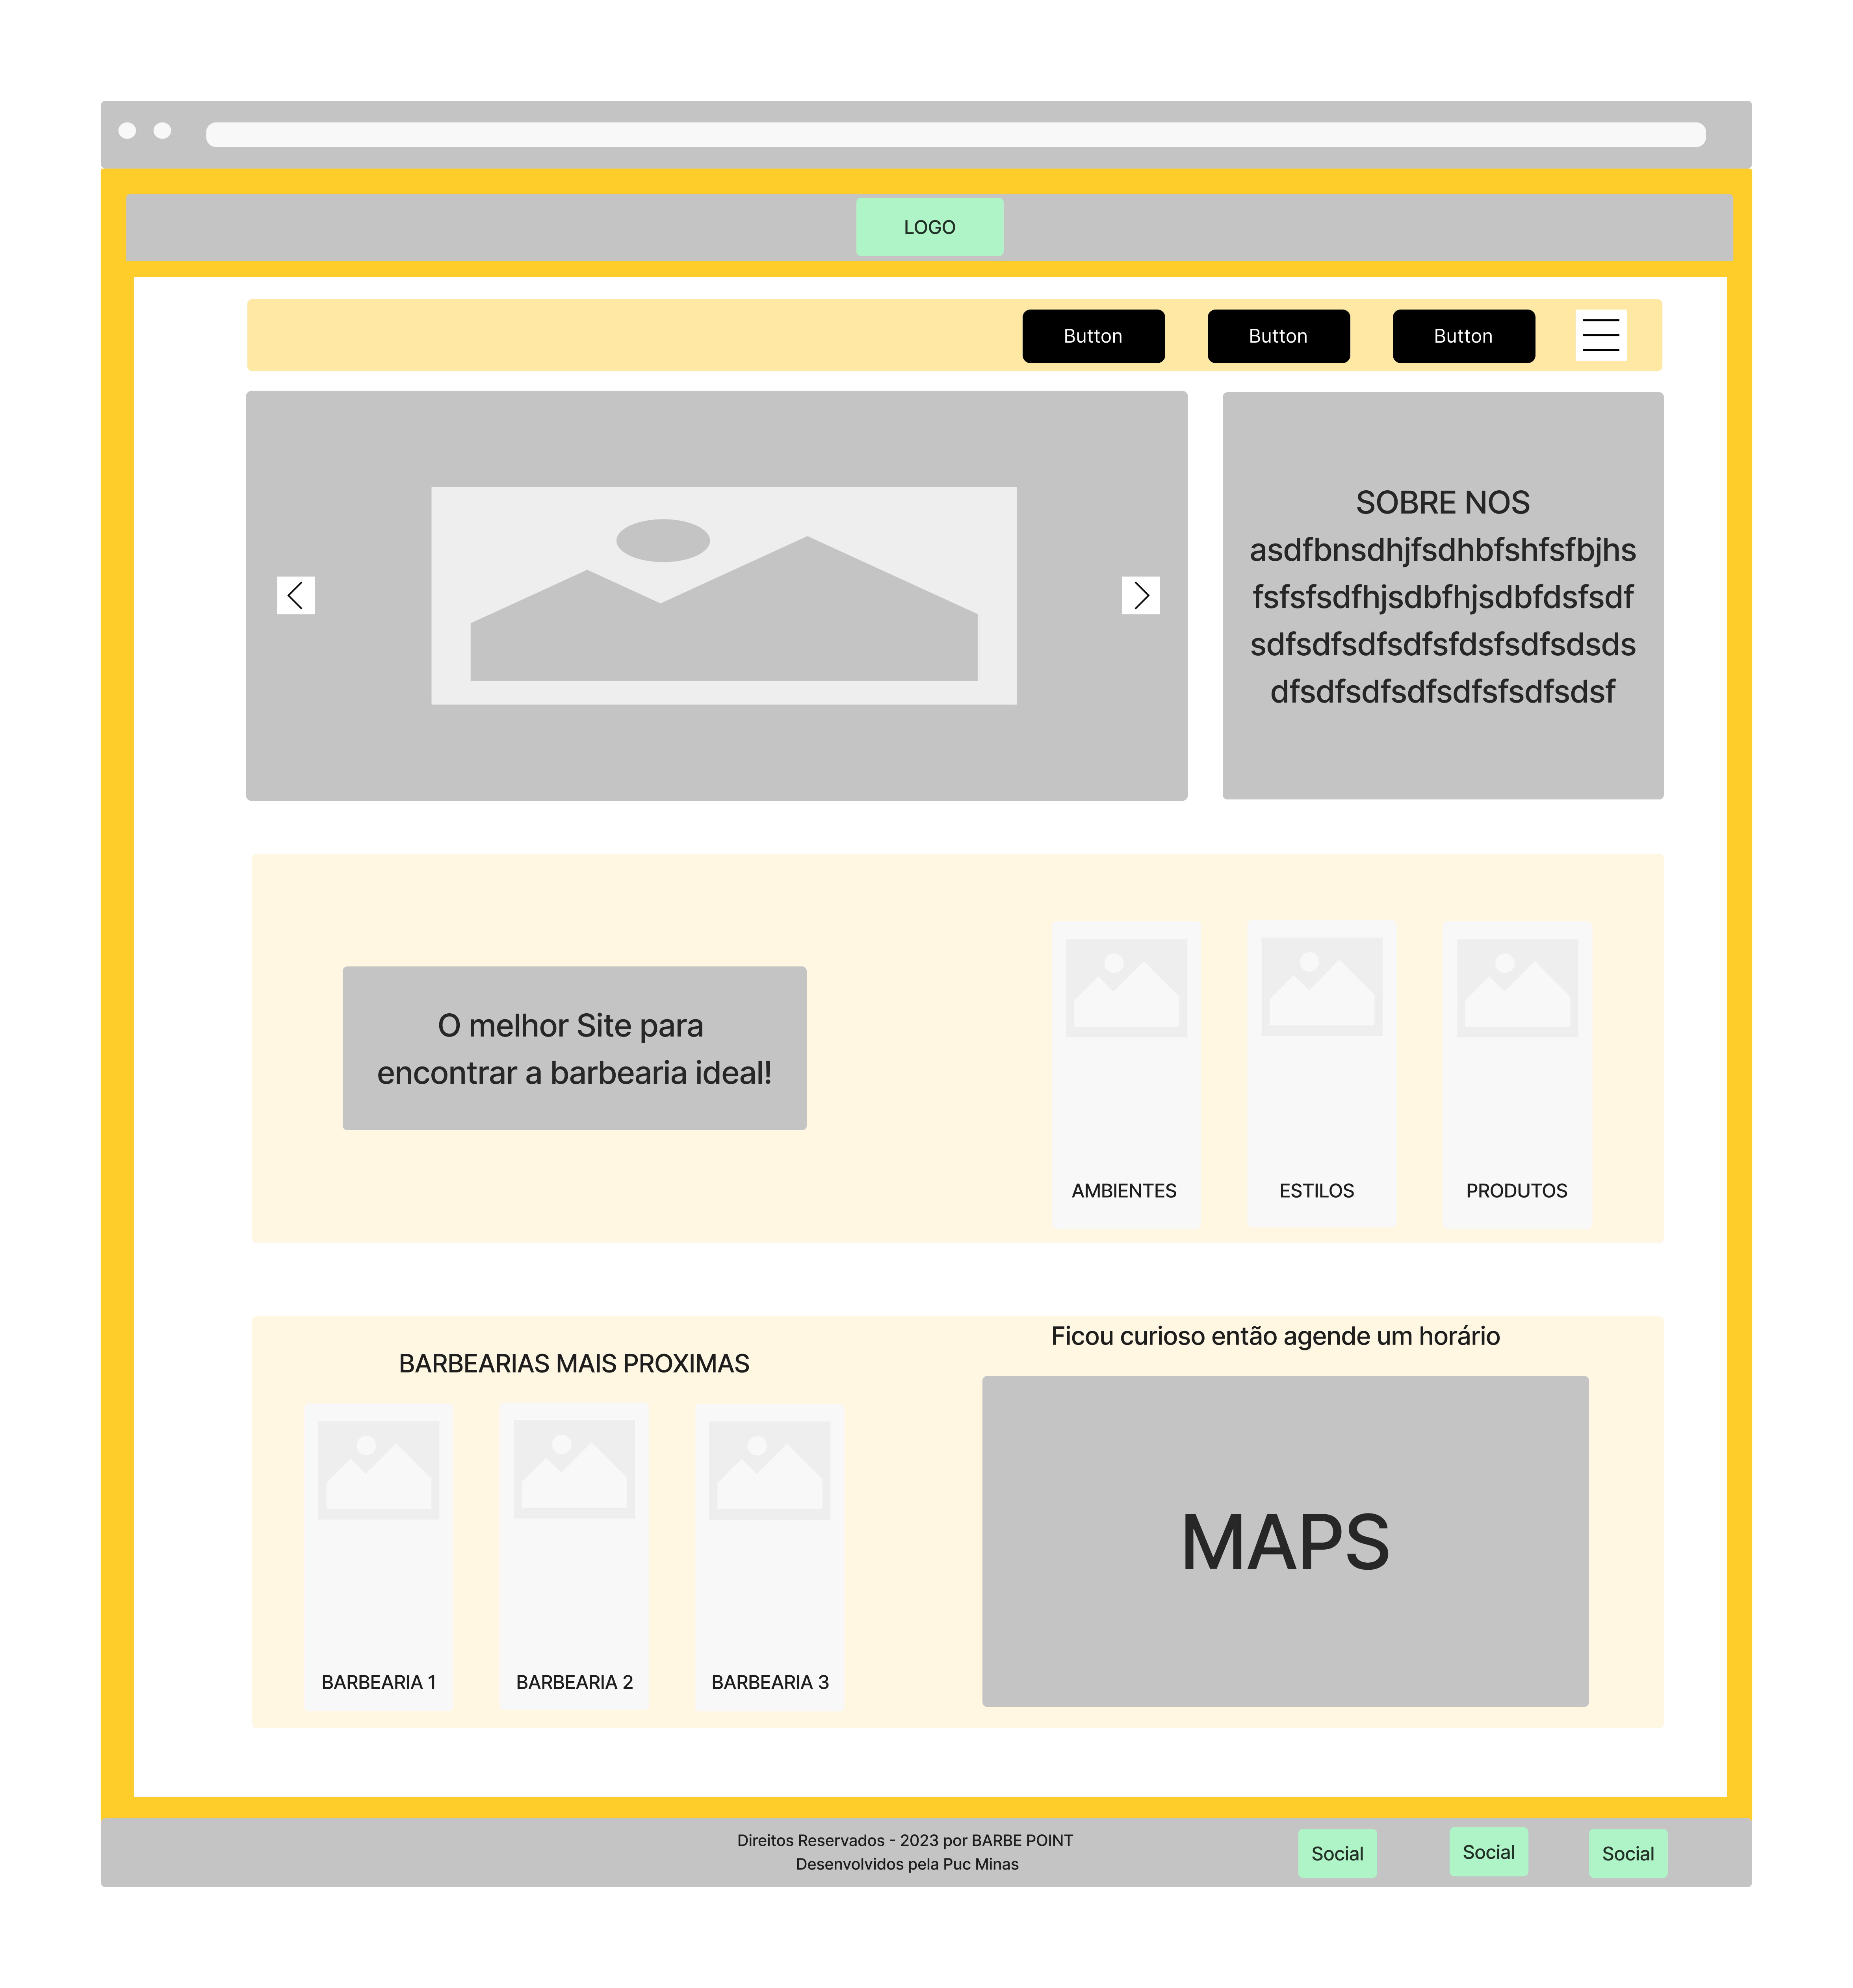 LOGO
Button
Button
Button
SOBRE NOS
asdfbnsdhjfsdhbfshfsfbjhs
fsfsfsdfhjsdbfhjsdbfdsfsdf
sdfsdfsdfsdfsfdsfsdfsdsds
dfsdfsdfsdfsdfsfsdfsdsf
O melhor Site para
encontrar a barbearia ideal!
AMBIENTES
ESTILOS
PRODUTOS
BARBEARIAS MAIS PROXIMAS
BARBEARIA 1
BARBEARIA 2
BARBEARIA 3
Ficou curioso então agende um horário
MAPS
Direitos Reservados - 2023 por BARBE POINT
Desenvolvidos pela Puc Minas
Social
Social
Social